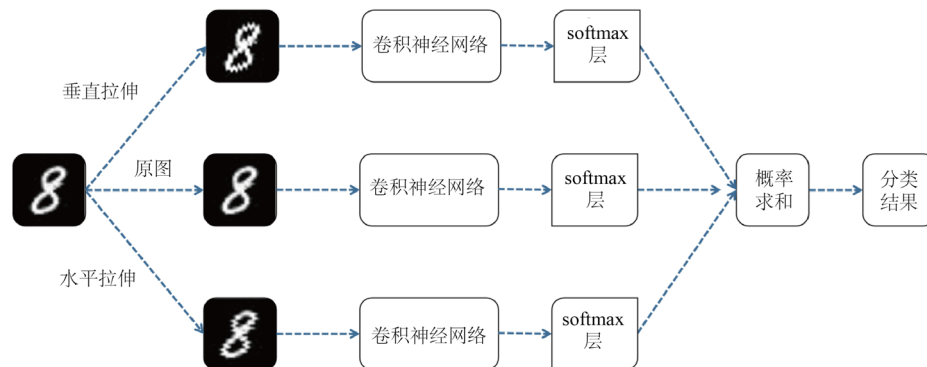 垂直拉伸
卷积神经网络
softmax
层
原图
卷积神经网络
softmax
层
概率
求和
分类
结果
水平拉伸
卷积神经网络
softmax
层